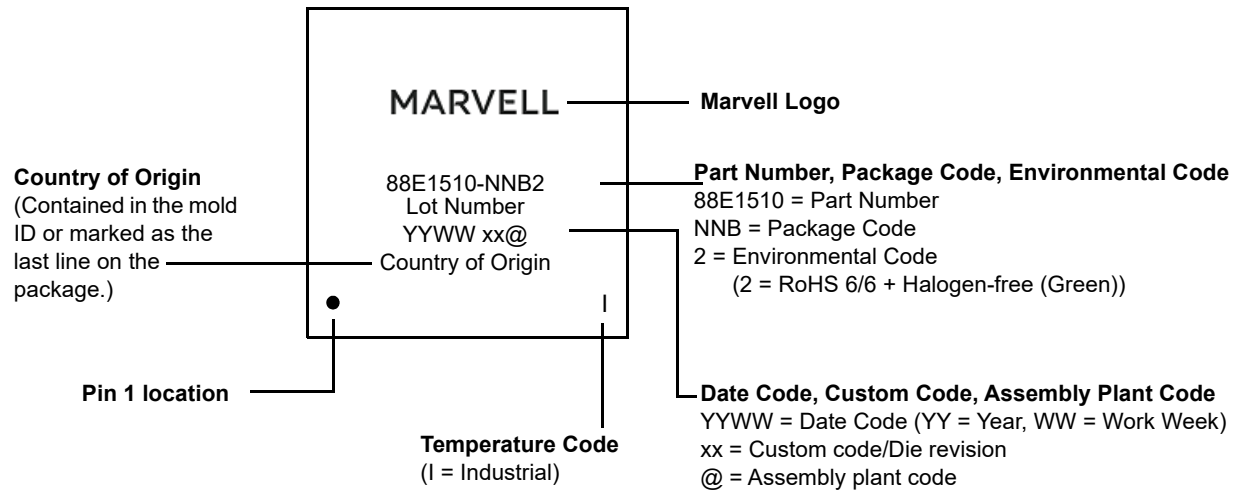 MARVELL
Marvell Logo
Country of Origin
(Contained in the mold
ID or marked as the
last line on the
package.)
88E1510-NNB2
Lot Number
YYWW xx@
Country of Origin
I
Part Number, Package Code, Environmental Code
88E1510 = Part Number
NNB = Package Code
2 = Environmental Code
(2 = RoHS 6/6 + Halogen-free (Green))
Pin 1 location
Temperature Code
(I = Industrial)
Date Code, Custom Code, Assembly Plant Code
YYWW = Date Code (YY = Year, WW = Work Week)
xx = Custom code/Die revision
@ = Assembly plant code